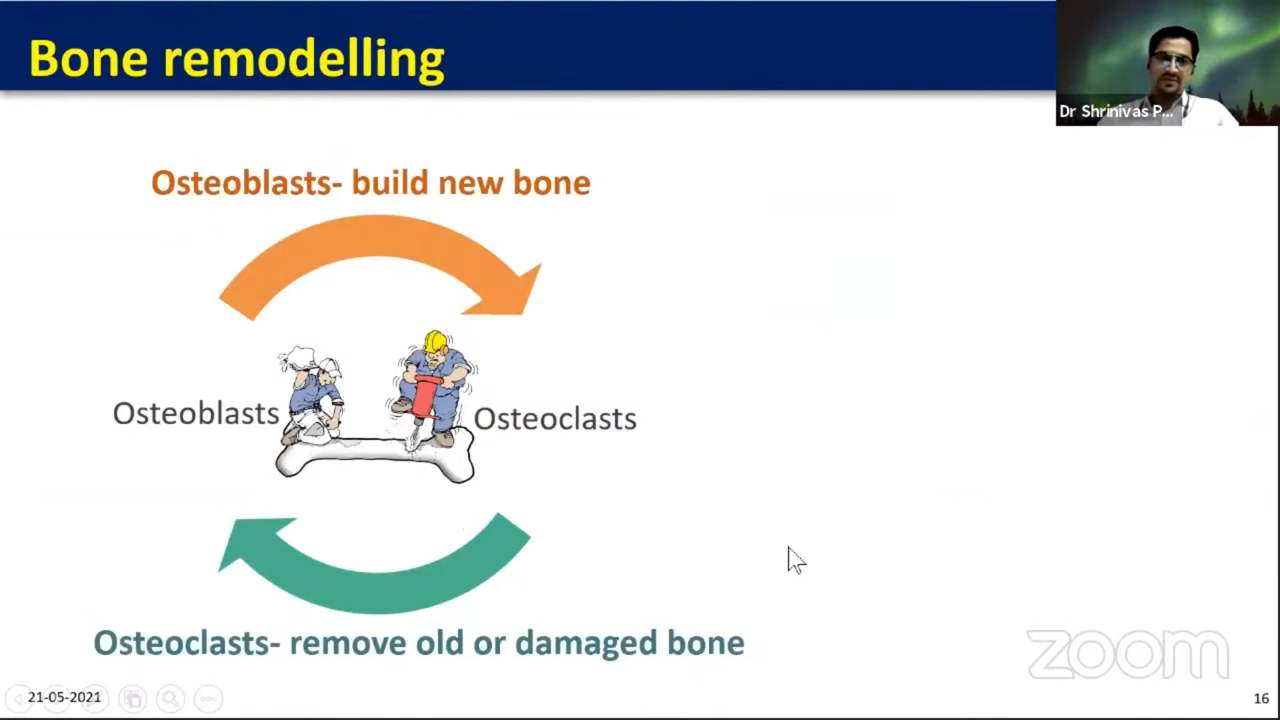 Bone remodelling
Dr Shrinivas P...
Osteoblasts- build new bone
Osteoblasts
Osteoclasts
Osteoclasts- remove old or damaged bone
zoom
21-05-2021
16